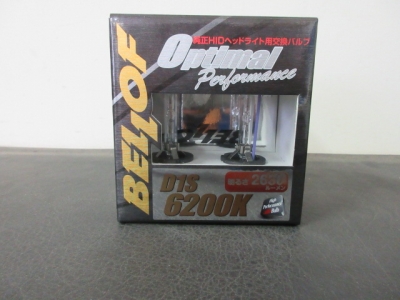 純正HIDヘッドライト用交換バルブ
Optimal
Performance
BELLOF
D1S
6200K